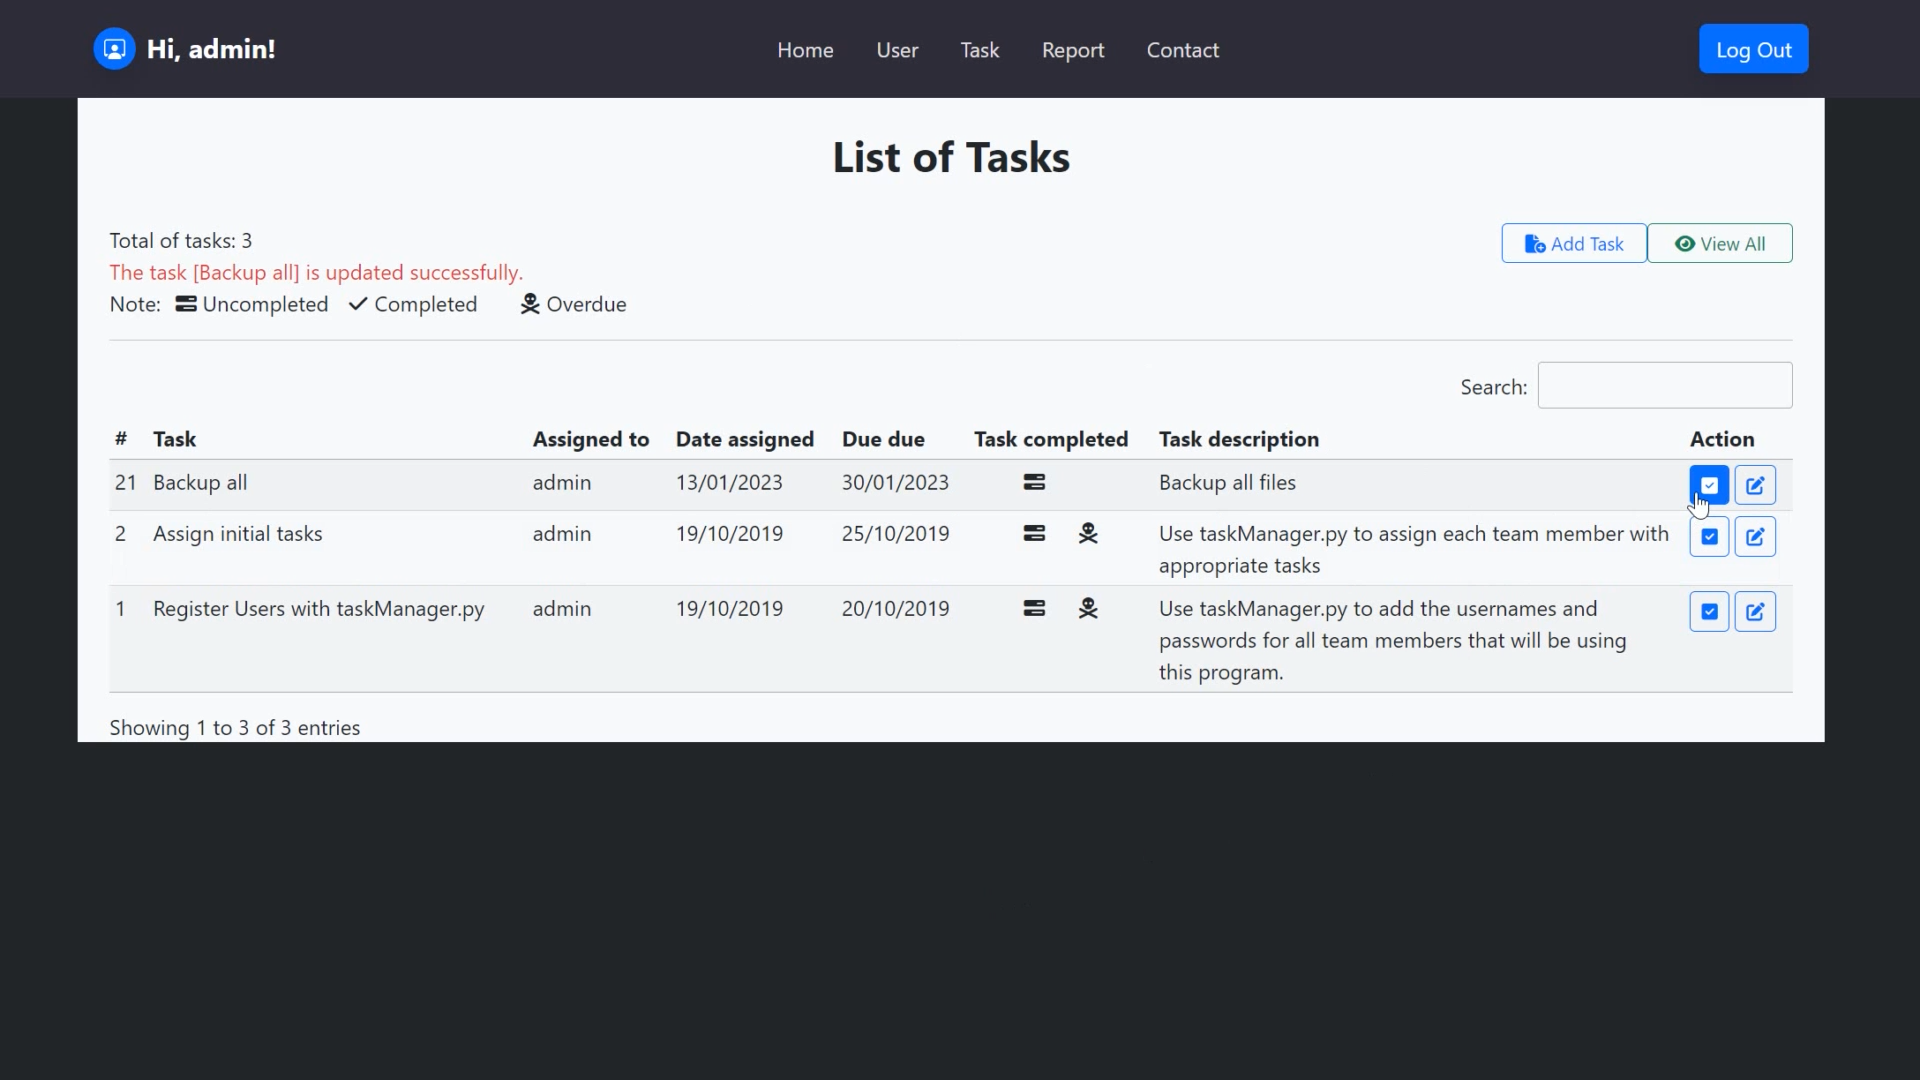 Hi, admin!
Home User Task Report Contact
Log Out
List of Tasks
Total of tasks: 3
Add Task View All
The task [Backup all] is updated successfully.
Note: Uncompleted Completed Overdue
Search:
# Task Assigned to Date assigned Due due Task completed Task description Action
21 Backup all admin 13/01/2023 30/01/2023 Backup all files
2 Assign initial tasks admin 19/10/2019 25/10/2019 Use taskManager.py to assign each team member with
appropriate tasks
1 Register Users with taskManager.py admin 19/10/2019 20/10/2019 Use taskManager.py to add the usernames and
passwords for all team members that will be using
this program.
Showing 1 to 3 of 3 entries